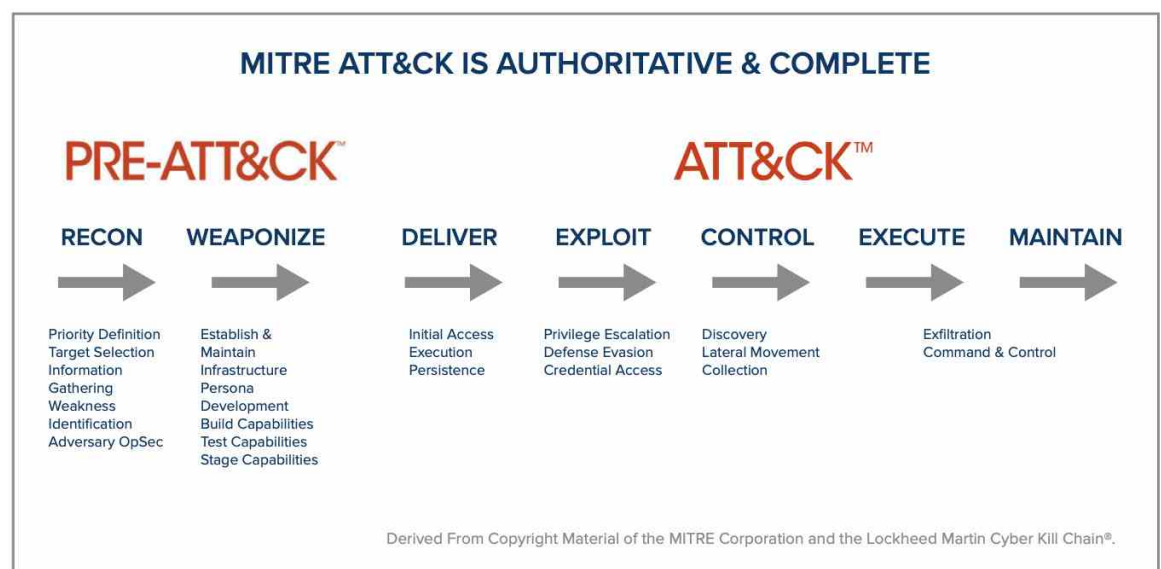 MITRE ATT&CK IS AUTHORITATIVE & COMPLETE
PRE-ATT&CK™
ATT&CK™
RECON
WEAPONIZE
DELIVER
EXPLOIT
CONTROL
EXECUTE
MAINTAIN
Priority Definition
Target Selection
Information
Gathering
Weakness
Identification
Adversary OpSec
Establish &
Maintain
Infrastructure
Persona
Development
Build Capabilities
Test Capabilities
Stage Capabilities
Initial Access
Execution
Persistence
Privilege Escalation
Defense Evasion
Credential Access
Discovery
Lateral Movement
Collection
Exfiltration
Command & Control
Derived From Copyright Material of the MITRE Corporation and the Lockheed Martin Cyber Kill Chain®.